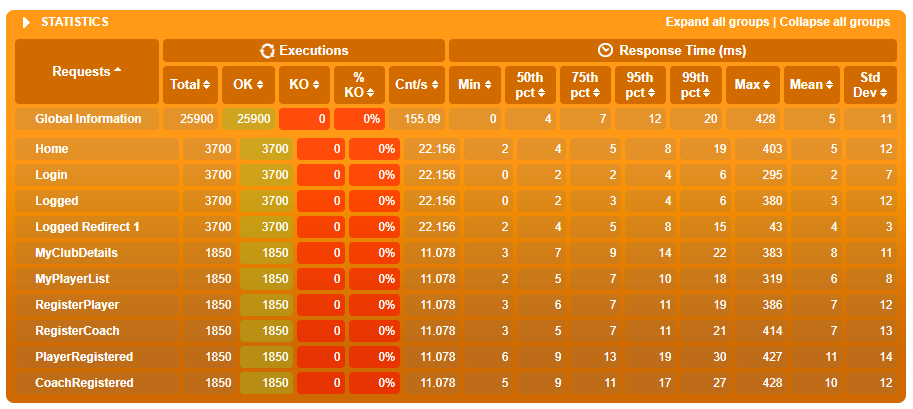 STATISTICS Expand all groups | Collapse all groups
Requests Executions Response Time (ms)
Total OK KO % KO Cnt/s Min 50th pct 75th pct 95th pct 99th pct Max Mean Std Dev
Global Information 25900 25900 0 0% 155.09 0 4 7 12 20 428 5 11
Home 3700 3700 0 0% 22.156 2 4 5 8 19 403 5 12
Login 3700 3700 0 0% 22.156 0 2 2 4 6 295 2 7
Logged 3700 3700 0 0% 22.156 0 2 3 4 6 380 3 12
Logged Redirect 1 3700 3700 0 0% 22.156 2 4 5 8 15 43 4 3
MyClubDetails 1850 1850 0 0% 11.078 3 7 9 14 22 383 8 11
MyPlayerList 1850 1850 0 0% 11.078 2 5 7 10 18 319 6 8
RegisterPlayer 1850 1850 0 0% 11.078 3 6 7 11 19 386 7 12
RegisterCoach 1850 1850 0 0% 11.078 3 5 7 11 21 414 7 13
PlayerRegistered 1850 1850 0 0% 11.078 6 9 13 19 30 427 11 14
CoachRegistered 1850 1850 0 0% 11.078 5 9 11 17 27 428 10 12